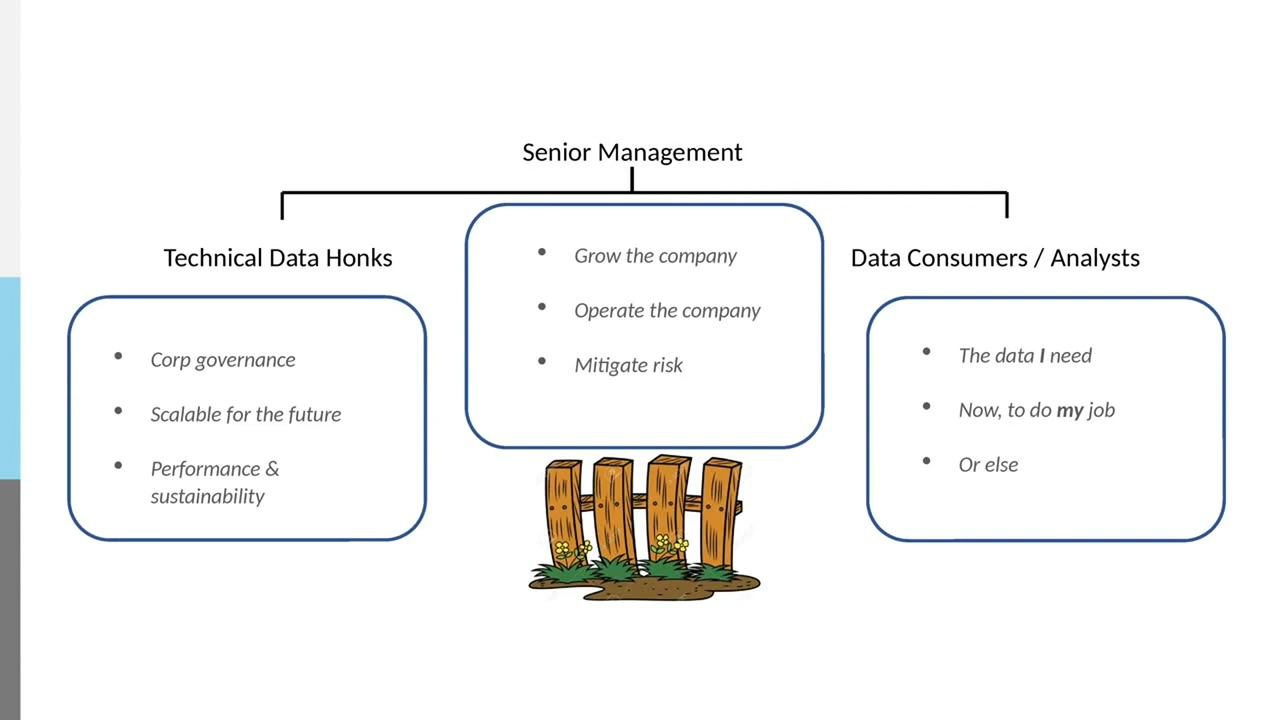 Senior Management
Technical Data Honks
Data Consumers / Analysts
• Grow the company
• Operate the company
• Mitigate risk
• Corp governance
• Scalable for the future
• Performance &
sustainability
• The data I need
• Now, to do my job
• Or else